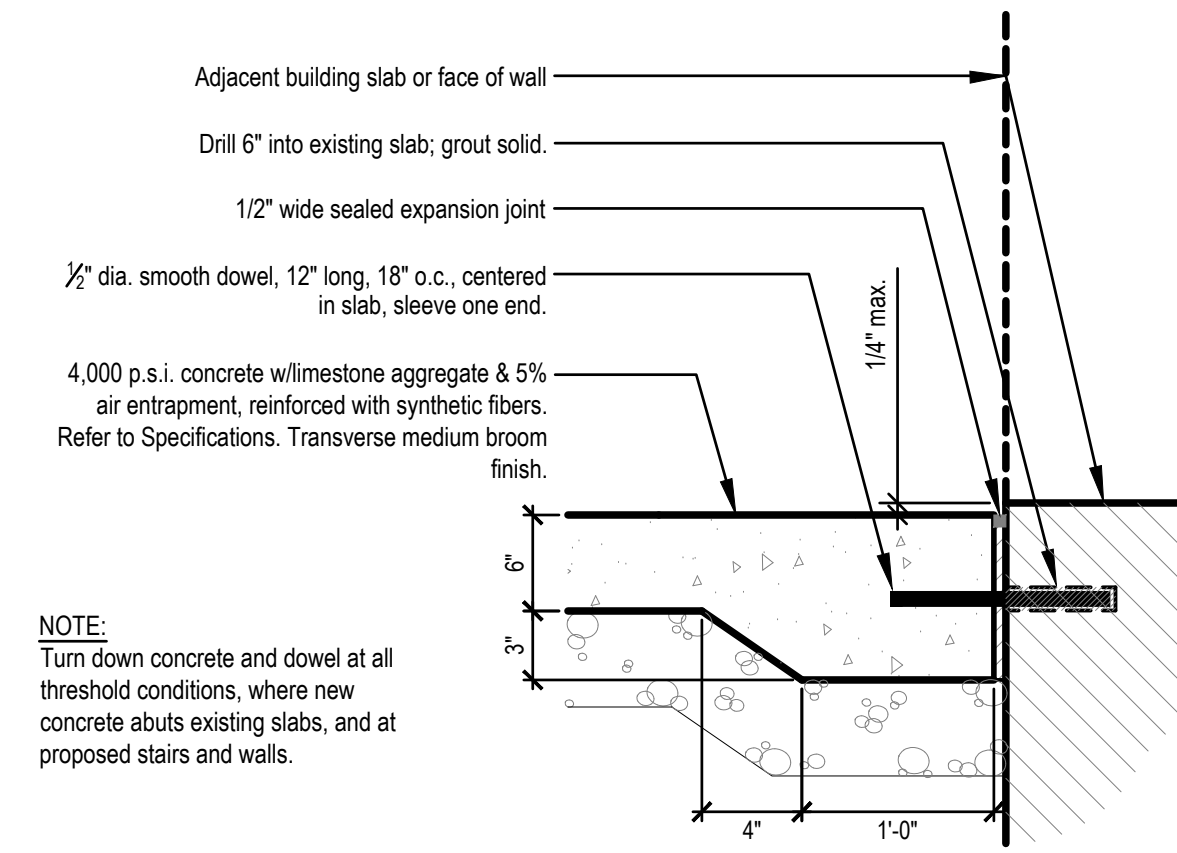 Adjacent building slab or face of wall
Drill 6" into existing slab; grout solid.
1/2" wide sealed expansion joint
½" dia. smooth dowel, 12" long, 18" o.c., centered
in slab, sleeve one end.
4,000 p.s.i. concrete w/limestone aggregate & 5%
air entrapment, reinforced with synthetic fibers.
Refer to Specifications. Transverse medium broom
finish.
1/4" max.
6"
3"
NOTE:
Turn down concrete and dowel at all
threshold conditions, where new
concrete abuts existing slabs, and at
proposed stairs and walls.
4"
1'-0"